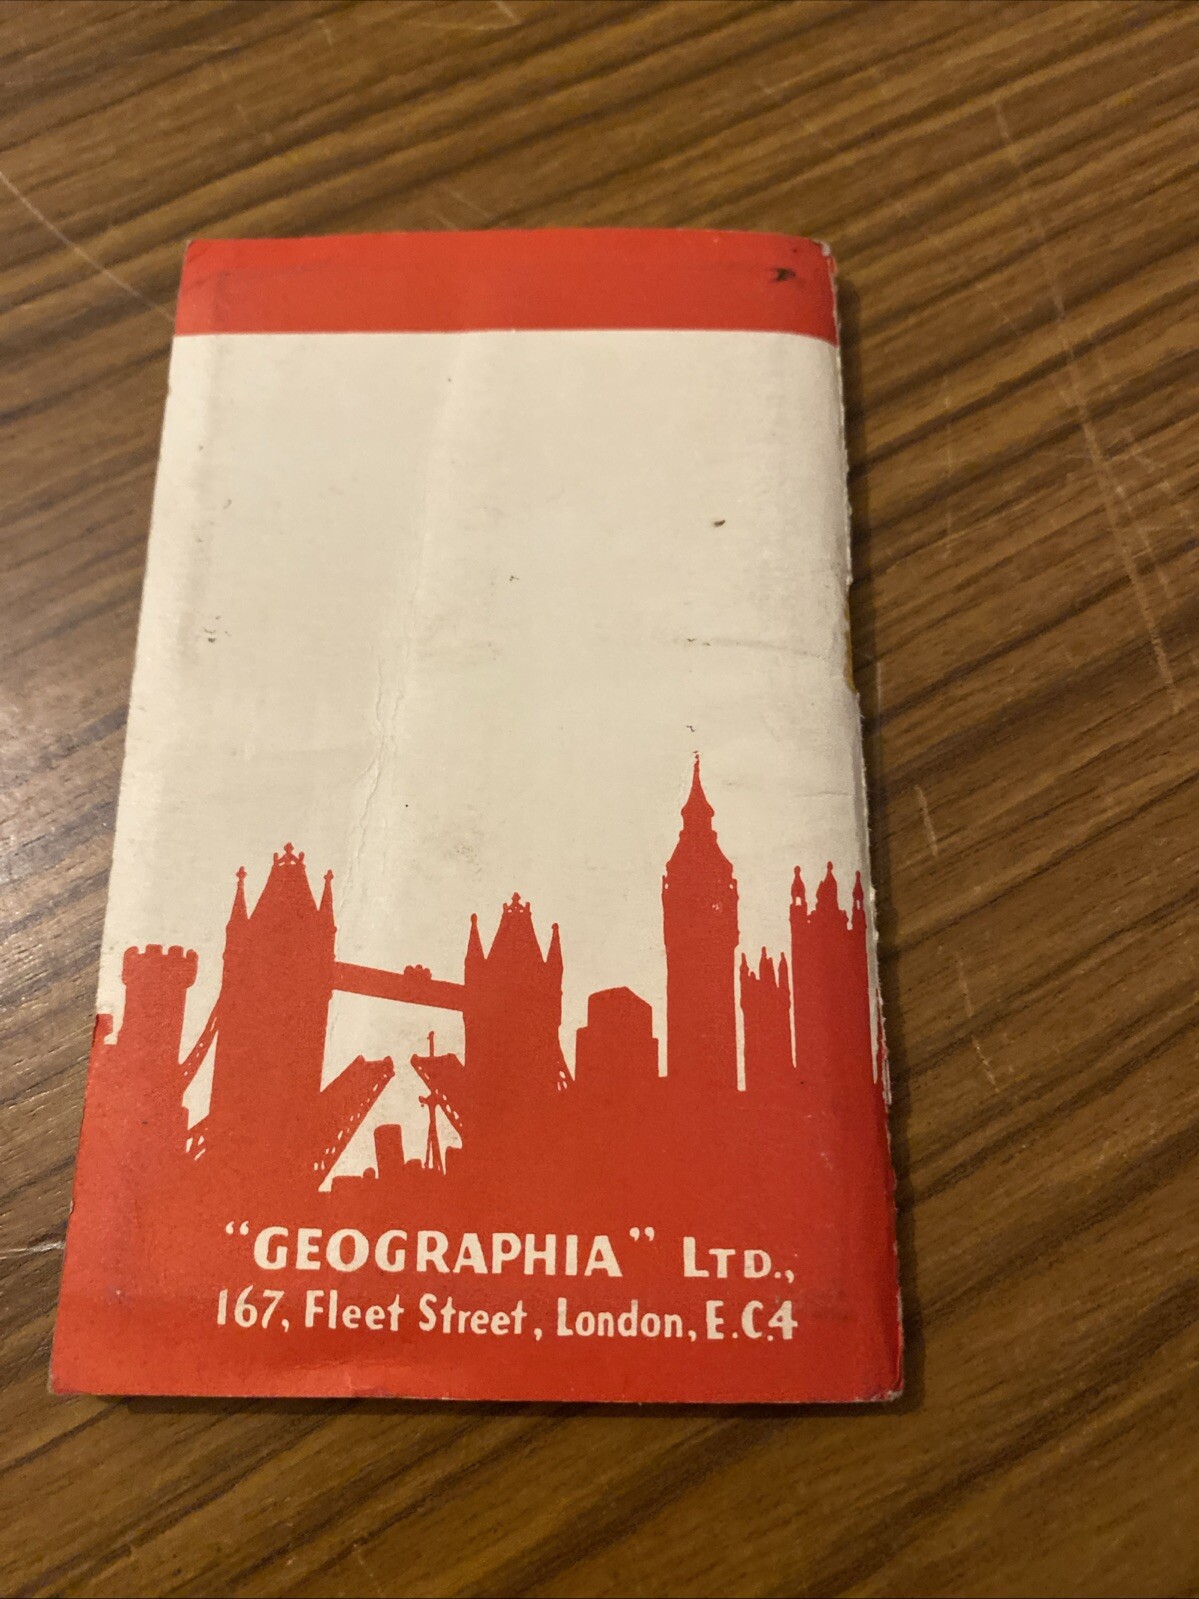 “GEOGRAPHIA” LTD.,
167, Fleet Street, London, E.C.4